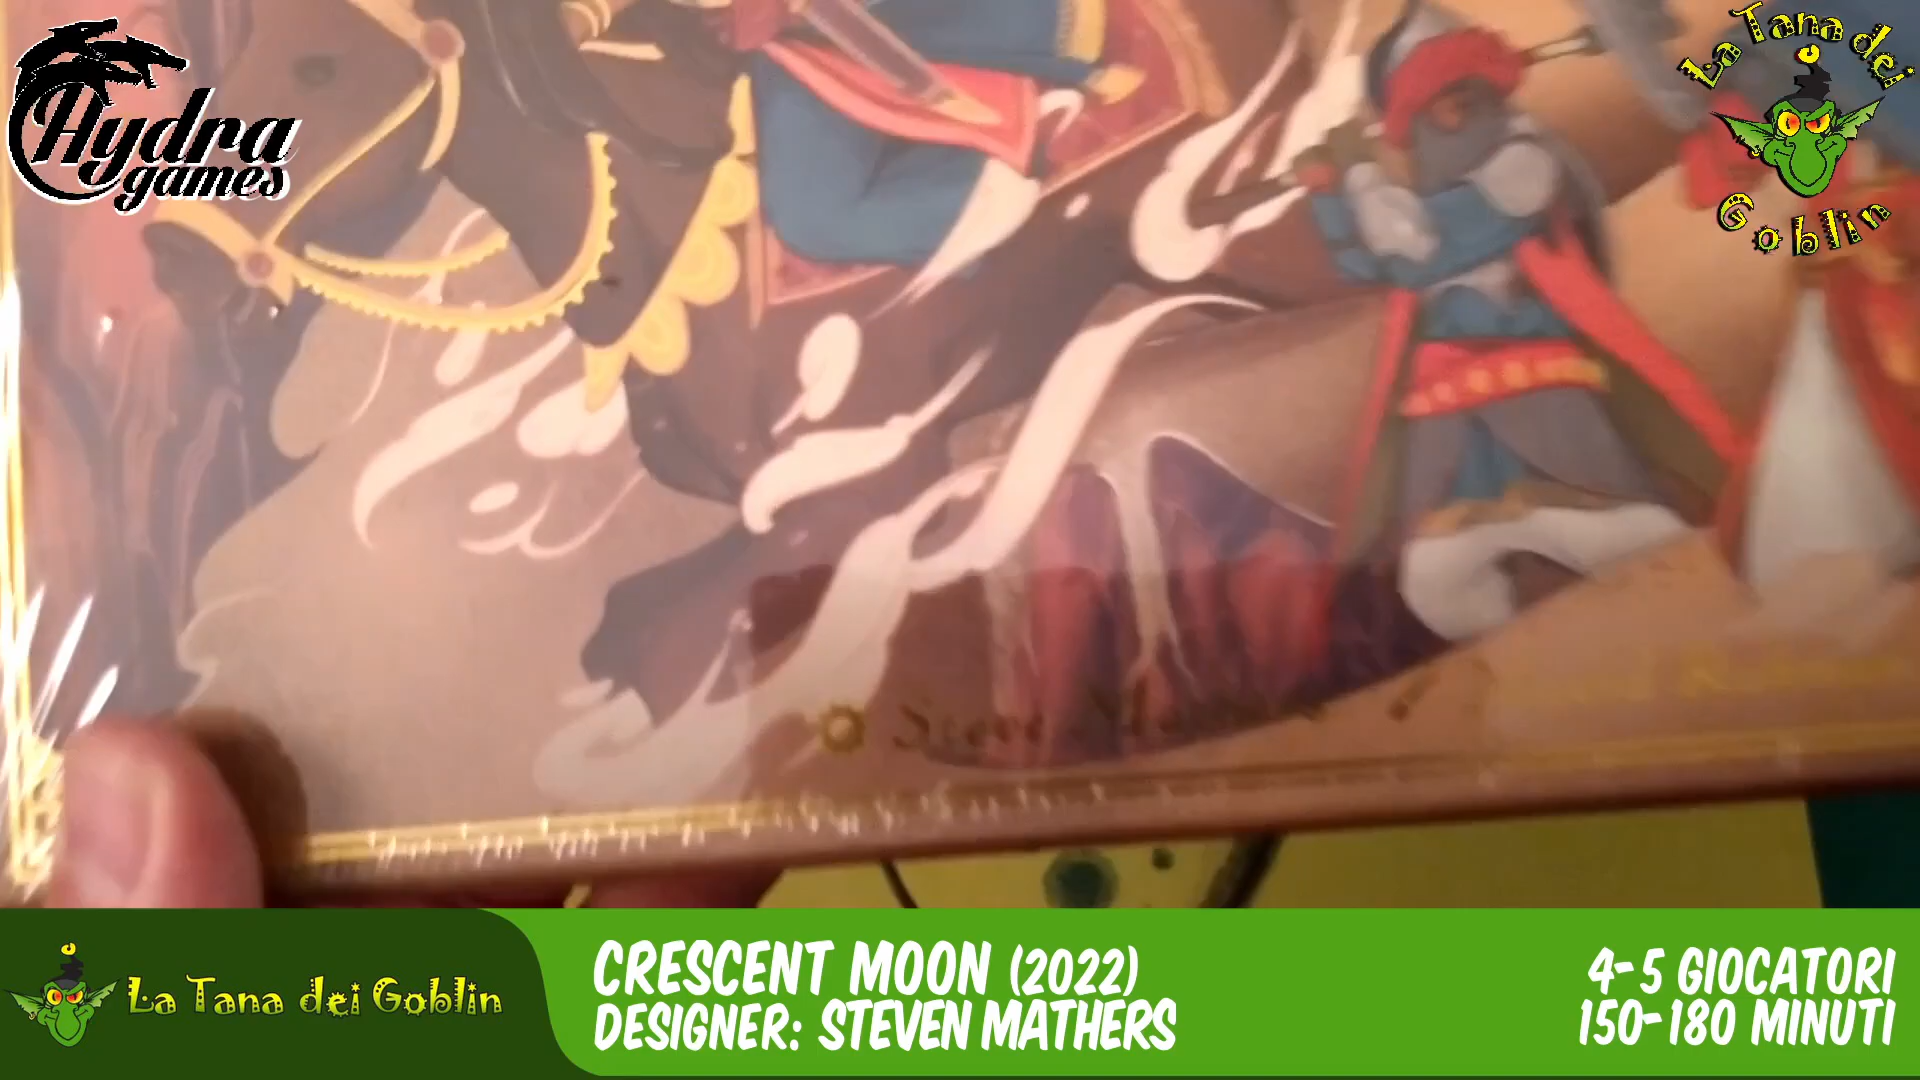 Hydra
games
La Tana dei
Goblin
La Tana dei Goblin
CRESCENT MOON (2022)
DESIGNER: STEVEN MATHERS
4-5 GIOCATORI
150-180 MINUTI